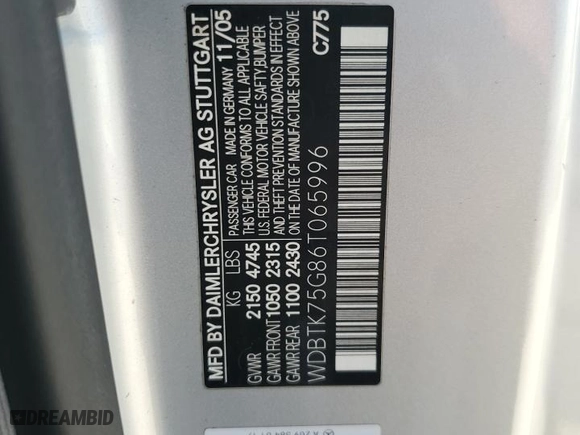 MFD BY DAIMLERCHRYSLER AG STUTTGART
KG LBS PASSENGER CAR MADE IN GERMANY 11/05
GVWR 2150 4745 THIS VEHICLE CONFORMS TO ALL APPLICABLE
GAWR FRONT 1050 2315 U.S. FEDERAL MOTOR VEHICLE SAFTY, BUMPER
AND THEFT PREVENTION STANDARDS IN EFFECT
GAWR REAR 1100 2430 ON THE DATE OF MANUFACTURE SHOWN ABOVE
WDBTK75G86T065996 C775
DREAMBID